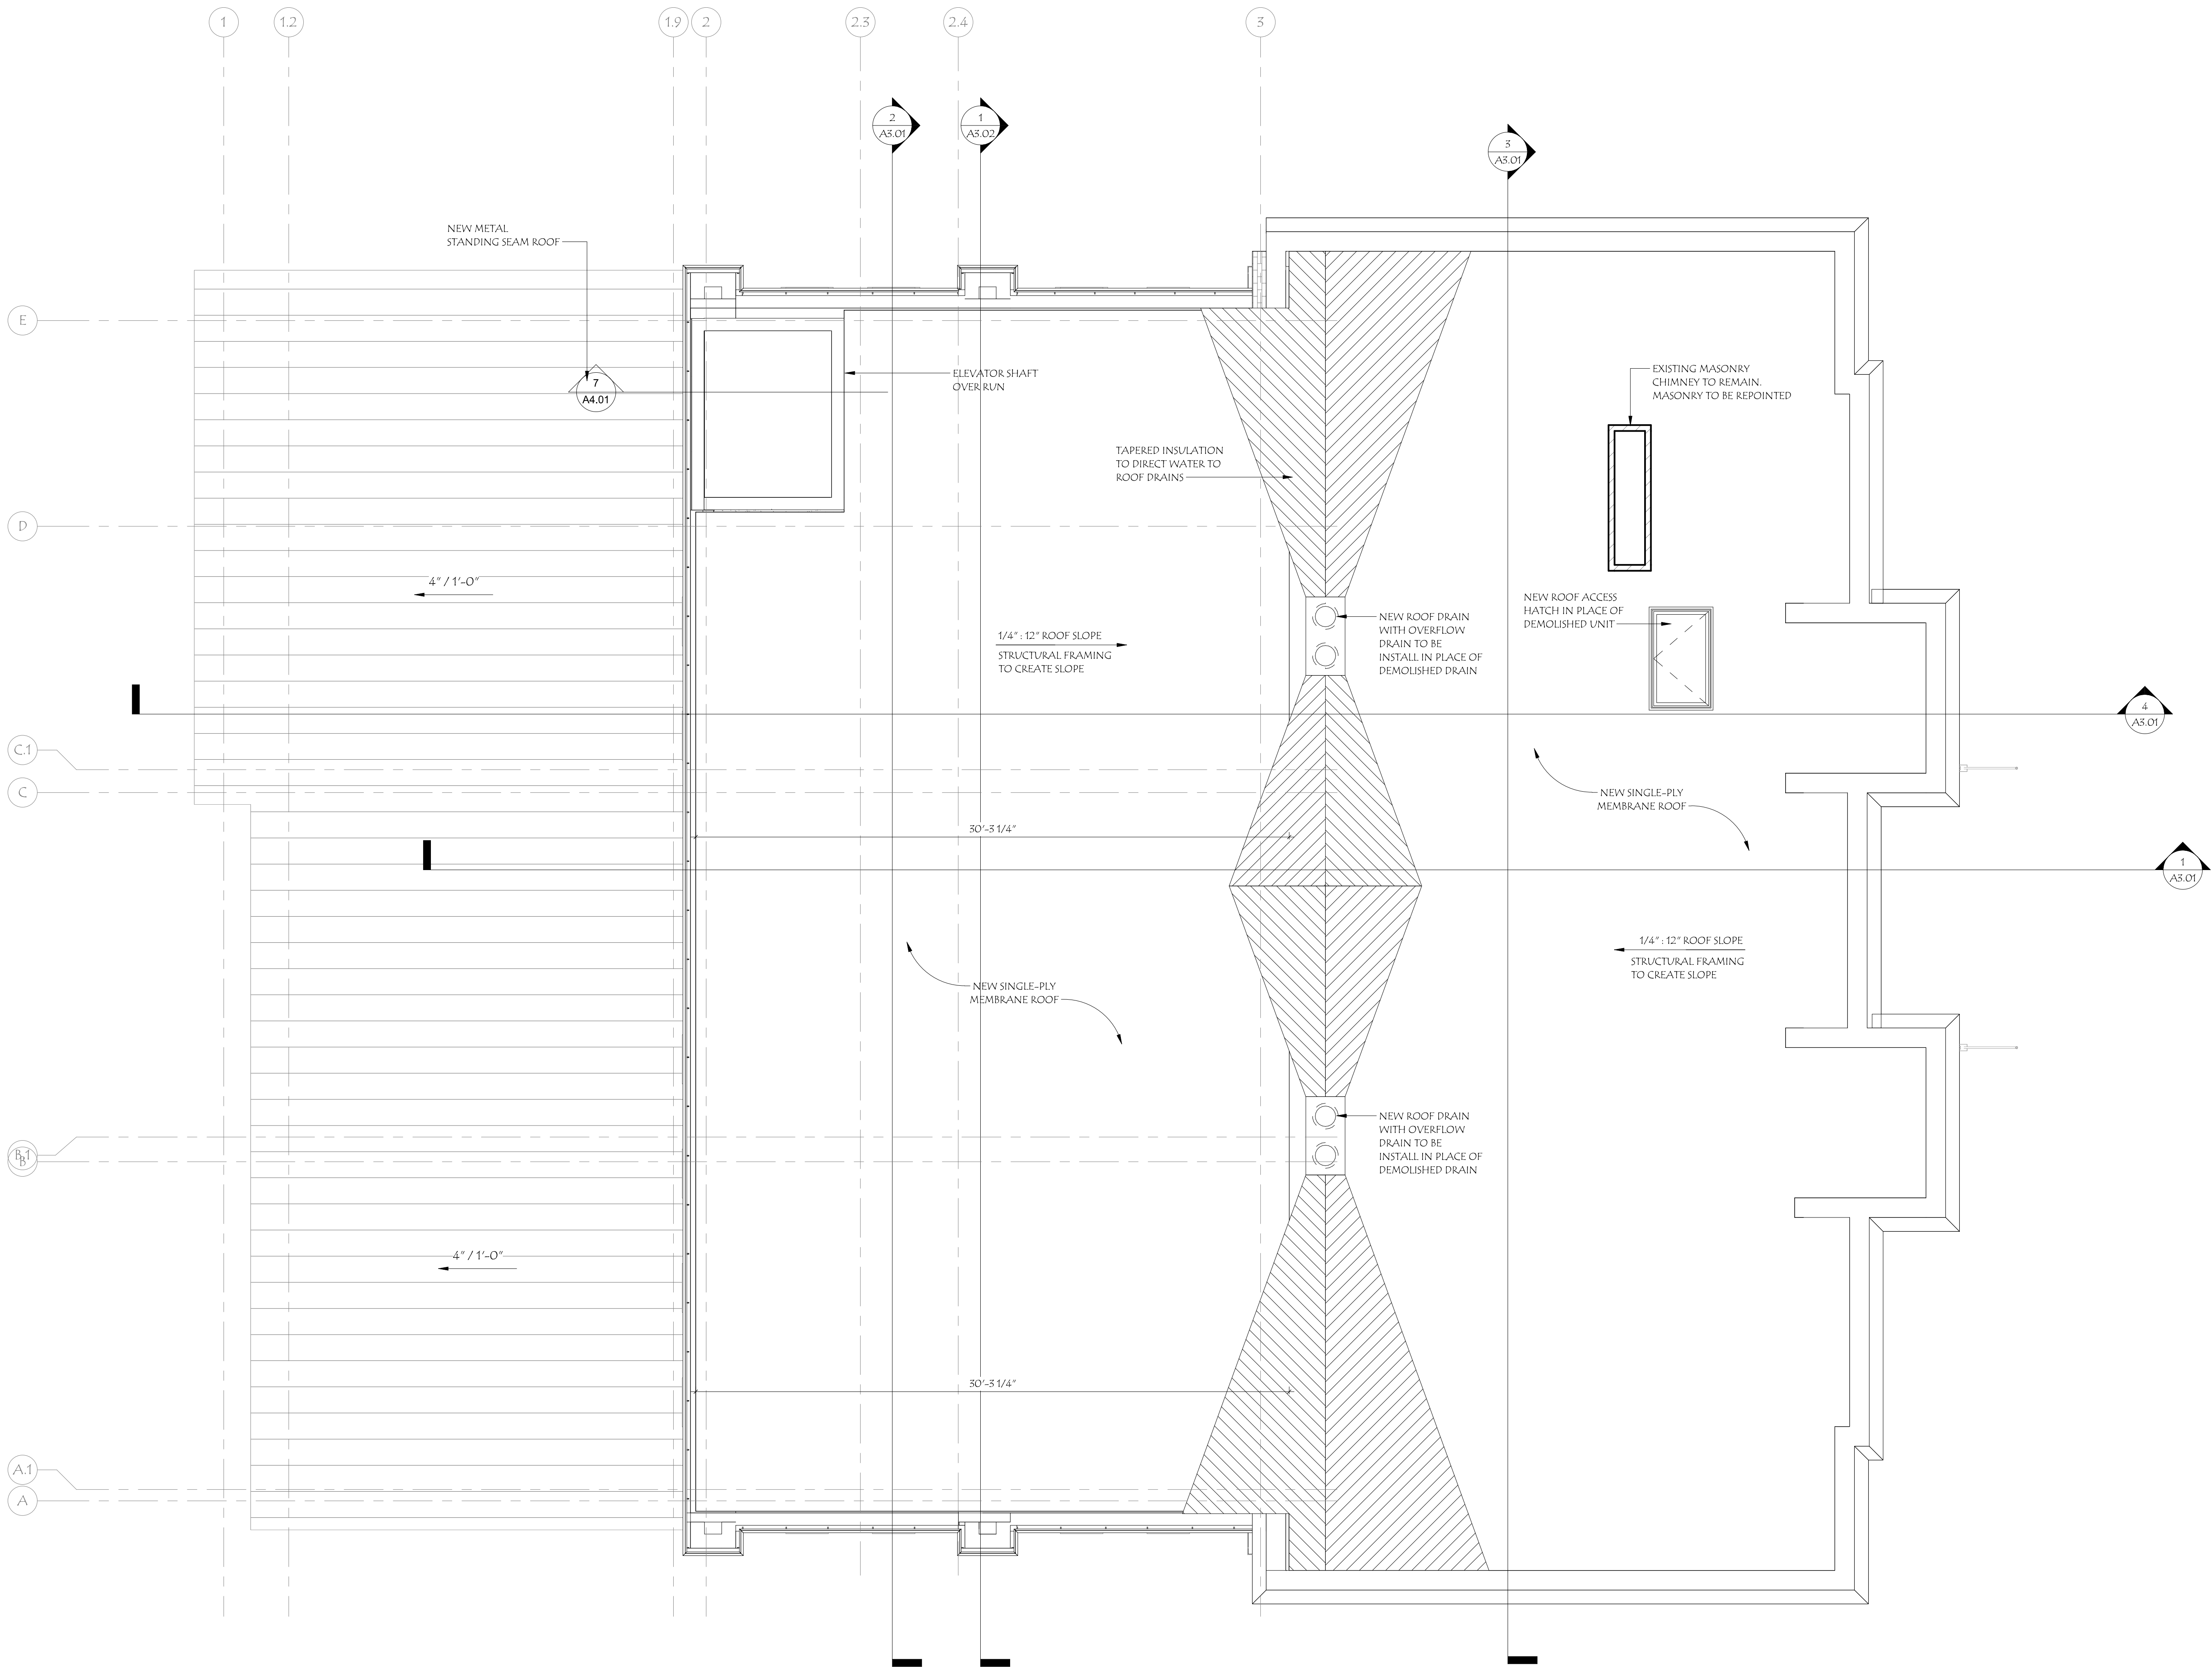 1
1.2
1.9
2
2.3
2.4
3
2
A3.01
1
A3.02
3
A3.01
NEW METAL
STANDING SEAM ROOF
E
ELEVATOR SHAFT
OVER RUN
7
A4.01
EXISTING MASONRY
CHIMNEY TO REMAIN.
MASONRY TO BE REPOINTED
TAPERED INSULATION
TO DIRECT WATER TO
ROOF DRAINS
D
4" / 1'-0"
NEW ROOF ACCESS
HATCH IN PLACE OF
DEMOLISHED UNIT
NEW ROOF DRAIN
WITH OVERFLOW
DRAIN TO BE
INSTALL IN PLACE OF
DEMOLISHED DRAIN
1/4" : 12" ROOF SLOPE
STRUCTURAL FRAMING
TO CREATE SLOPE
4
A3.01
C.1
C
NEW SINGLE-PLY
MEMBRANE ROOF
30'-3 1/4"
1
A3.01
1/4" : 12" ROOF SLOPE
STRUCTURAL FRAMING
TO CREATE SLOPE
NEW SINGLE-PLY
MEMBRANE ROOF
NEW ROOF DRAIN
WITH OVERFLOW
DRAIN TO BE
INSTALL IN PLACE OF
DEMOLISHED DRAIN
B.1
B
4" / 1'-0"
30'-3 1/4"
A.1
A